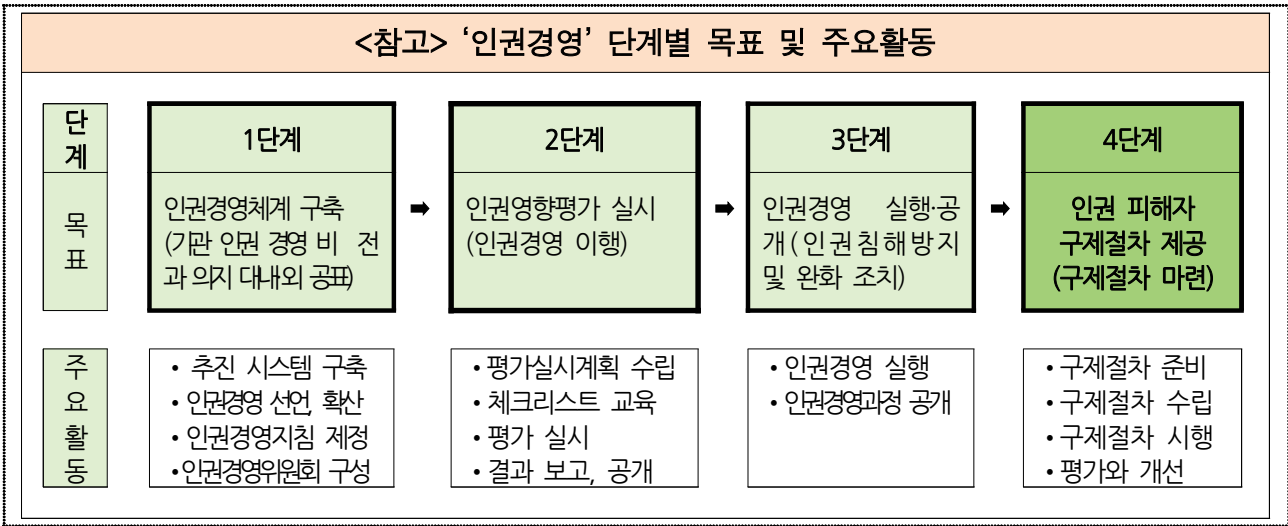 <참고> ‘인권경영’ 단계별 목표 및 주요활동
단계
1단계
2단계
3단계
4단계
목표
인권경영체계 구축
(기관 인권 경영 비 전
과 의지 대내외 공표)
➡
인권영향평가 실시
(인권경영 이행)
➡
인권경영 실행·공
개(인권침해방지
및 완화 조치)
➡
인권 피해자
구제절차 제공
(구제절차 마련)
주요활동
• 추진 시스템 구축
• 인권경영 선언, 확산
• 인권경영지침 제정
• 인권경영위원회 구성
• 평가실시계획 수립
• 체크리스트 교육
• 평가 실시
• 결과 보고, 공개
• 인권경영 실행
• 인권경영과정 공개
• 구제절차 준비
• 구제절차 수립
• 구제절차 시행
• 평가와 개선